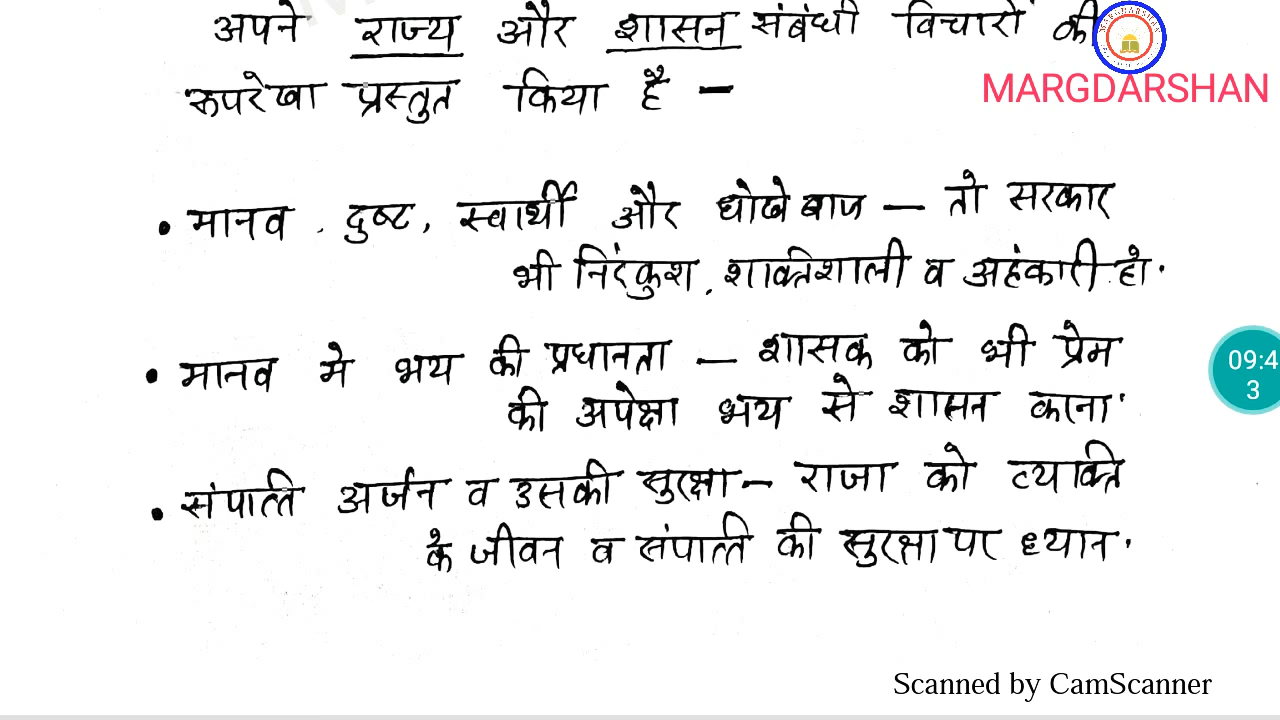 अपने राज्य और शासन संबंधी विचारों की
MARGDARSHAN
रूपरेखा प्रस्तुत किया है –
• मानव, दुष्ट, स्वार्थी और धोखेबाज – तो सरकार
भी निरंकुश, शक्तिशाली व अहंकारी हो.
• मानव मे भय की प्रधानता – शासक को भी प्रेम
की अपेक्षा भय से शासन करना.
• संपत्ति अर्जन व उसकी सुरक्षा – राजा को व्यक्ति
के जीवन व संपत्ति की सुरक्षा पर ध्यान.
09:4
3
Scanned by CamScanner